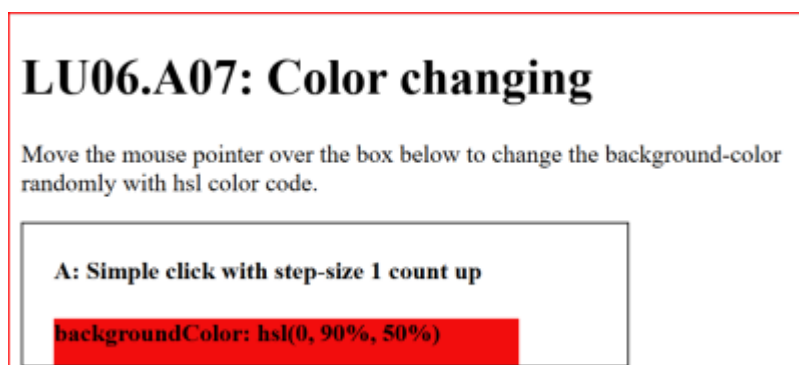 LU06.A07: Color changing
Move the mouse pointer over the box below to change the background-color
randomly with hsl color code.
A: Simple click with step-size 1 count up
backgroundColor: hsl(0, 90%, 50%)